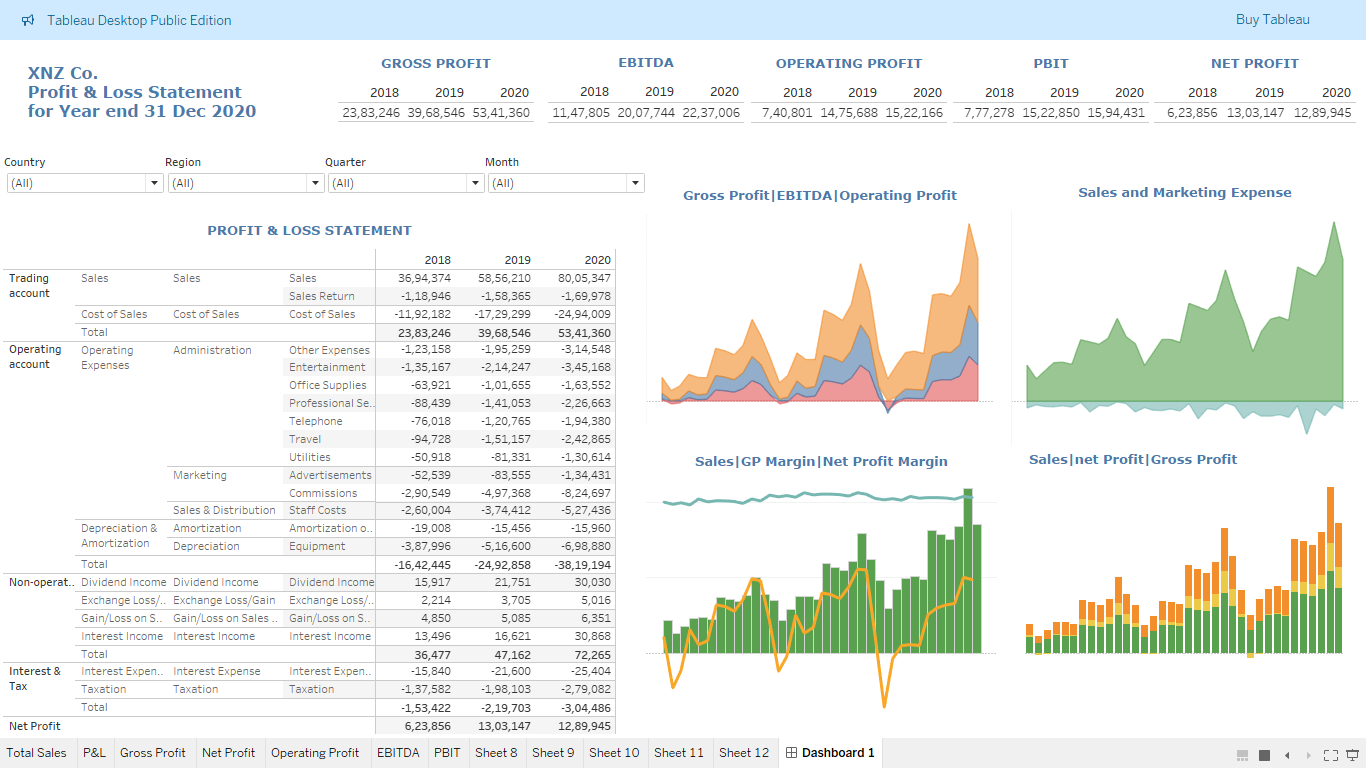 Tableau Desktop Public Edition
Buy Tableau
XNZ Co.
Profit & Loss Statement
for Year end 31 Dec 2020
GROSS PROFIT
2018 2019 2020
23,83,246 39,68,546 53,41,360
EBITDA
2018 2019 2020
11,47,805 20,07,744 22,37,006
OPERATING PROFIT
2018 2019 2020
7,40,801 14,75,688 15,22,166
PBIT
2018 2019 2020
7,77,278 15,22,850 15,94,431
NET PROFIT
2018 2019 2020
6,23,856 13,03,147 12,89,945
Country Region Quarter Month
(All) (All) (All) (All)
PROFIT & LOSS STATEMENT
2018 2019 2020
Trading account Sales Sales Sales 36,94,374 58,56,210 80,05,347
Sales Return -1,18,946 -1,58,365 -1,69,978
Cost of Sales Cost of Sales Cost of Sales -11,92,182 -17,29,299 -24,94,009
Total 23,83,246 39,68,546 53,41,360
Operating account Operating Expenses Administration Other Expenses -1,23,158 -1,95,259 -3,14,548
Entertainment -1,35,167 -2,14,247 -3,45,168
Office Supplies -63,921 -1,01,655 -1,63,552
Professional Se.. -88,439 -1,41,053 -2,26,663
Telephone -76,018 -1,20,765 -1,94,380
Travel -94,728 -1,51,157 -2,42,865
Utilities -50,918 -81,331 -1,30,614
Marketing Advertisements -52,539 -83,555 -1,34,431
Commissions -2,90,549 -4,97,368 -8,24,697
Sales & Distribution Staff Costs -2,60,004 -3,74,412 -5,27,436
Depreciation & Amortization Amortization Amortization o.. -19,008 -15,456 -15,960
Depreciation Equipment -3,87,996 -5,16,600 -6,98,880
Total -16,42,445 -24,92,858 -38,19,194
Non-operat.. Dividend Income Dividend Income Dividend Income 15,917 21,751 30,030
Exchange Loss/.. Exchange Loss/Gain Exchange Loss/.. 2,214 3,705 5,016
Gain/Loss on S.. Gain/Loss on Sales .. Gain/Loss on S.. 4,850 5,085 6,351
Interest Income Interest Income Interest Income 13,496 16,621 30,868
Total 36,477 47,162 72,265
Interest & Tax Interest Expen.. Interest Expense Interest Expen.. -15,840 -21,600 -25,404
Taxation Taxation Taxation -1,37,582 -1,98,103 -2,79,082
Total -1,53,422 -2,19,703 -3,04,486
Net Profit 6,23,856 13,03,147 12,89,945
Gross Profit|EBITDA|Operating Profit
Sales and Marketing Expense
Sales|GP Margin|Net Profit Margin
Sales|net Profit|Gross Profit
Total Sales P&L Gross Profit Net Profit Operating Profit EBITDA PBIT Sheet 8 Sheet 9 Sheet 10 Sheet 11 Sheet 12 Dashboard 1